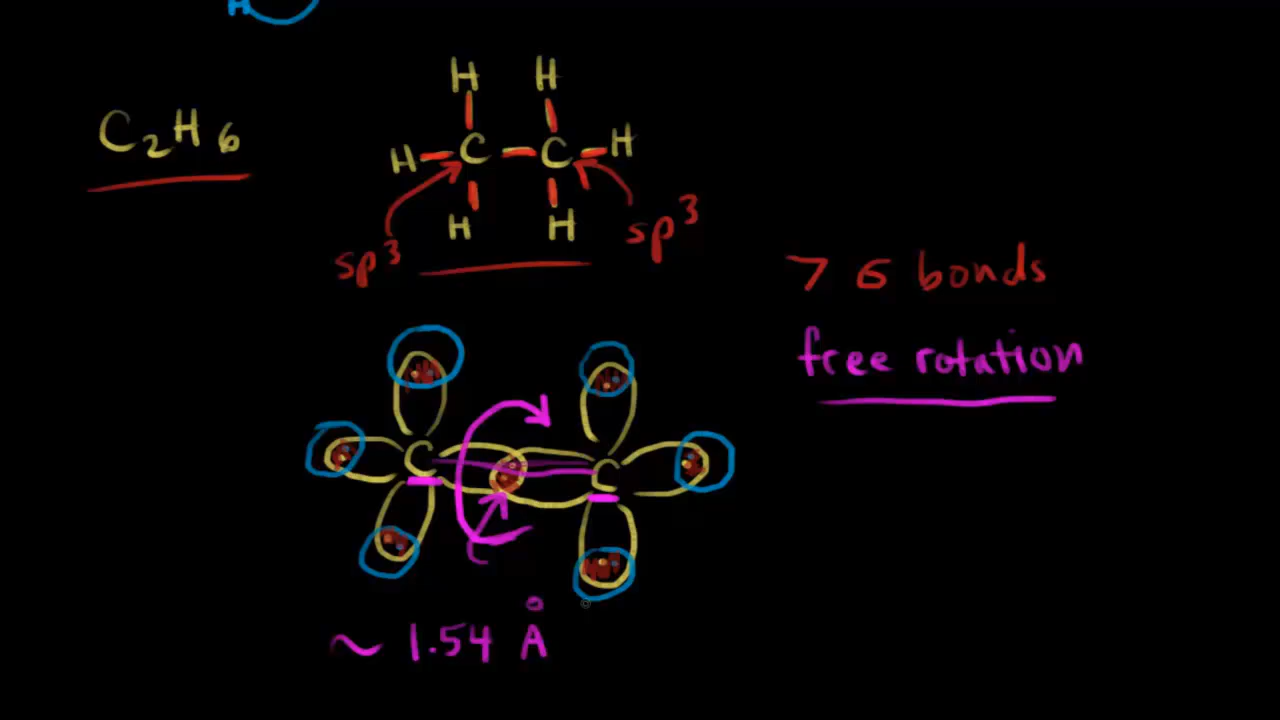 H
H H
C₂H₆
H C C H
H H
sp³ sp³
7 σ bonds
free rotation
C C
~ 1.54 Å